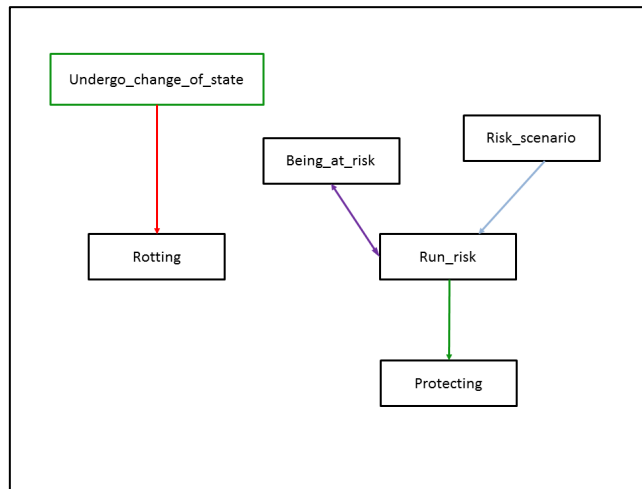 Undergo_change_of_state
Risk_scenario
Being_at_risk
Rotting
Run_risk
Protecting